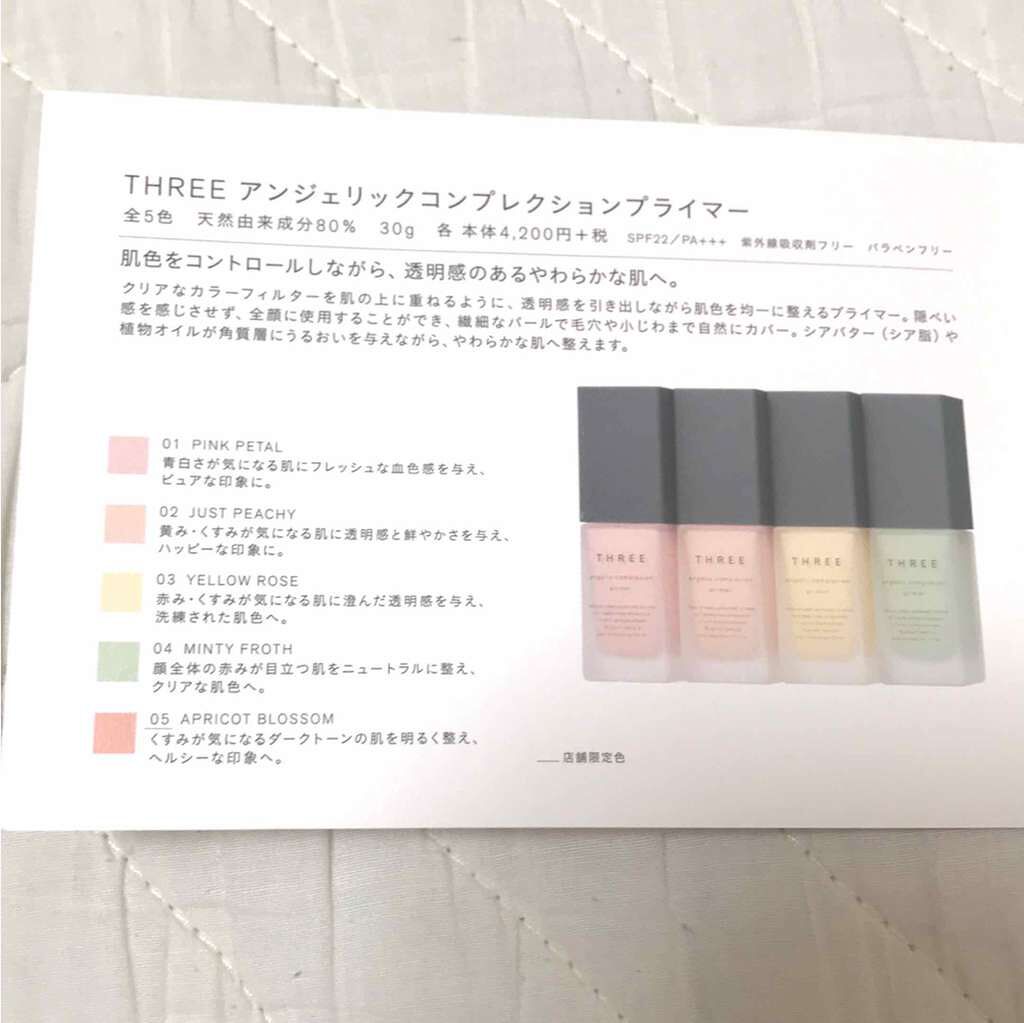 THREE アンジェリックコンプレクションプライマー
全5色 天然由来成分80% 30g 各 本体4,200円+税 SPF22/PA+++ 紫外線吸収剤フリー パラベンフリー
肌色をコントロールしながら、透明感のあるやわらかな肌へ。
クリアなカラーフィルターを肌の上に重ねるように、透明感を引き出しながら肌色を均一に整えるプライマー。隠ぺい
感を感じさせず、全顔に使用することができ、繊細なパールで毛穴や小じわまで自然にカバー。シアバター(シア脂)や
植物オイルが角質層にうるおいを与えながら、やわらかな肌へ整えます。
01 PINK PETAL
青白さが気になる肌にフレッシュな血色感を与え、
ピュアな印象に。
02 JUST PEACHY
黄み・くすみが気になる肌に透明感と鮮やかさを与え、
ハッピーな印象に。
03 YELLOW ROSE
赤み・くすみが気になる肌に澄んだ透明感を与え、
洗練された肌色へ。
04 MINTY FROTH
顔全体の赤みが目立つ肌をニュートラルに整え、
クリアな肌色へ。
05 APRICOT BLOSSOM
くすみが気になるダークトーンの肌を明るく整え、
ヘルシーな印象へ。
THREE THREE THREE THREE
店舗限定色